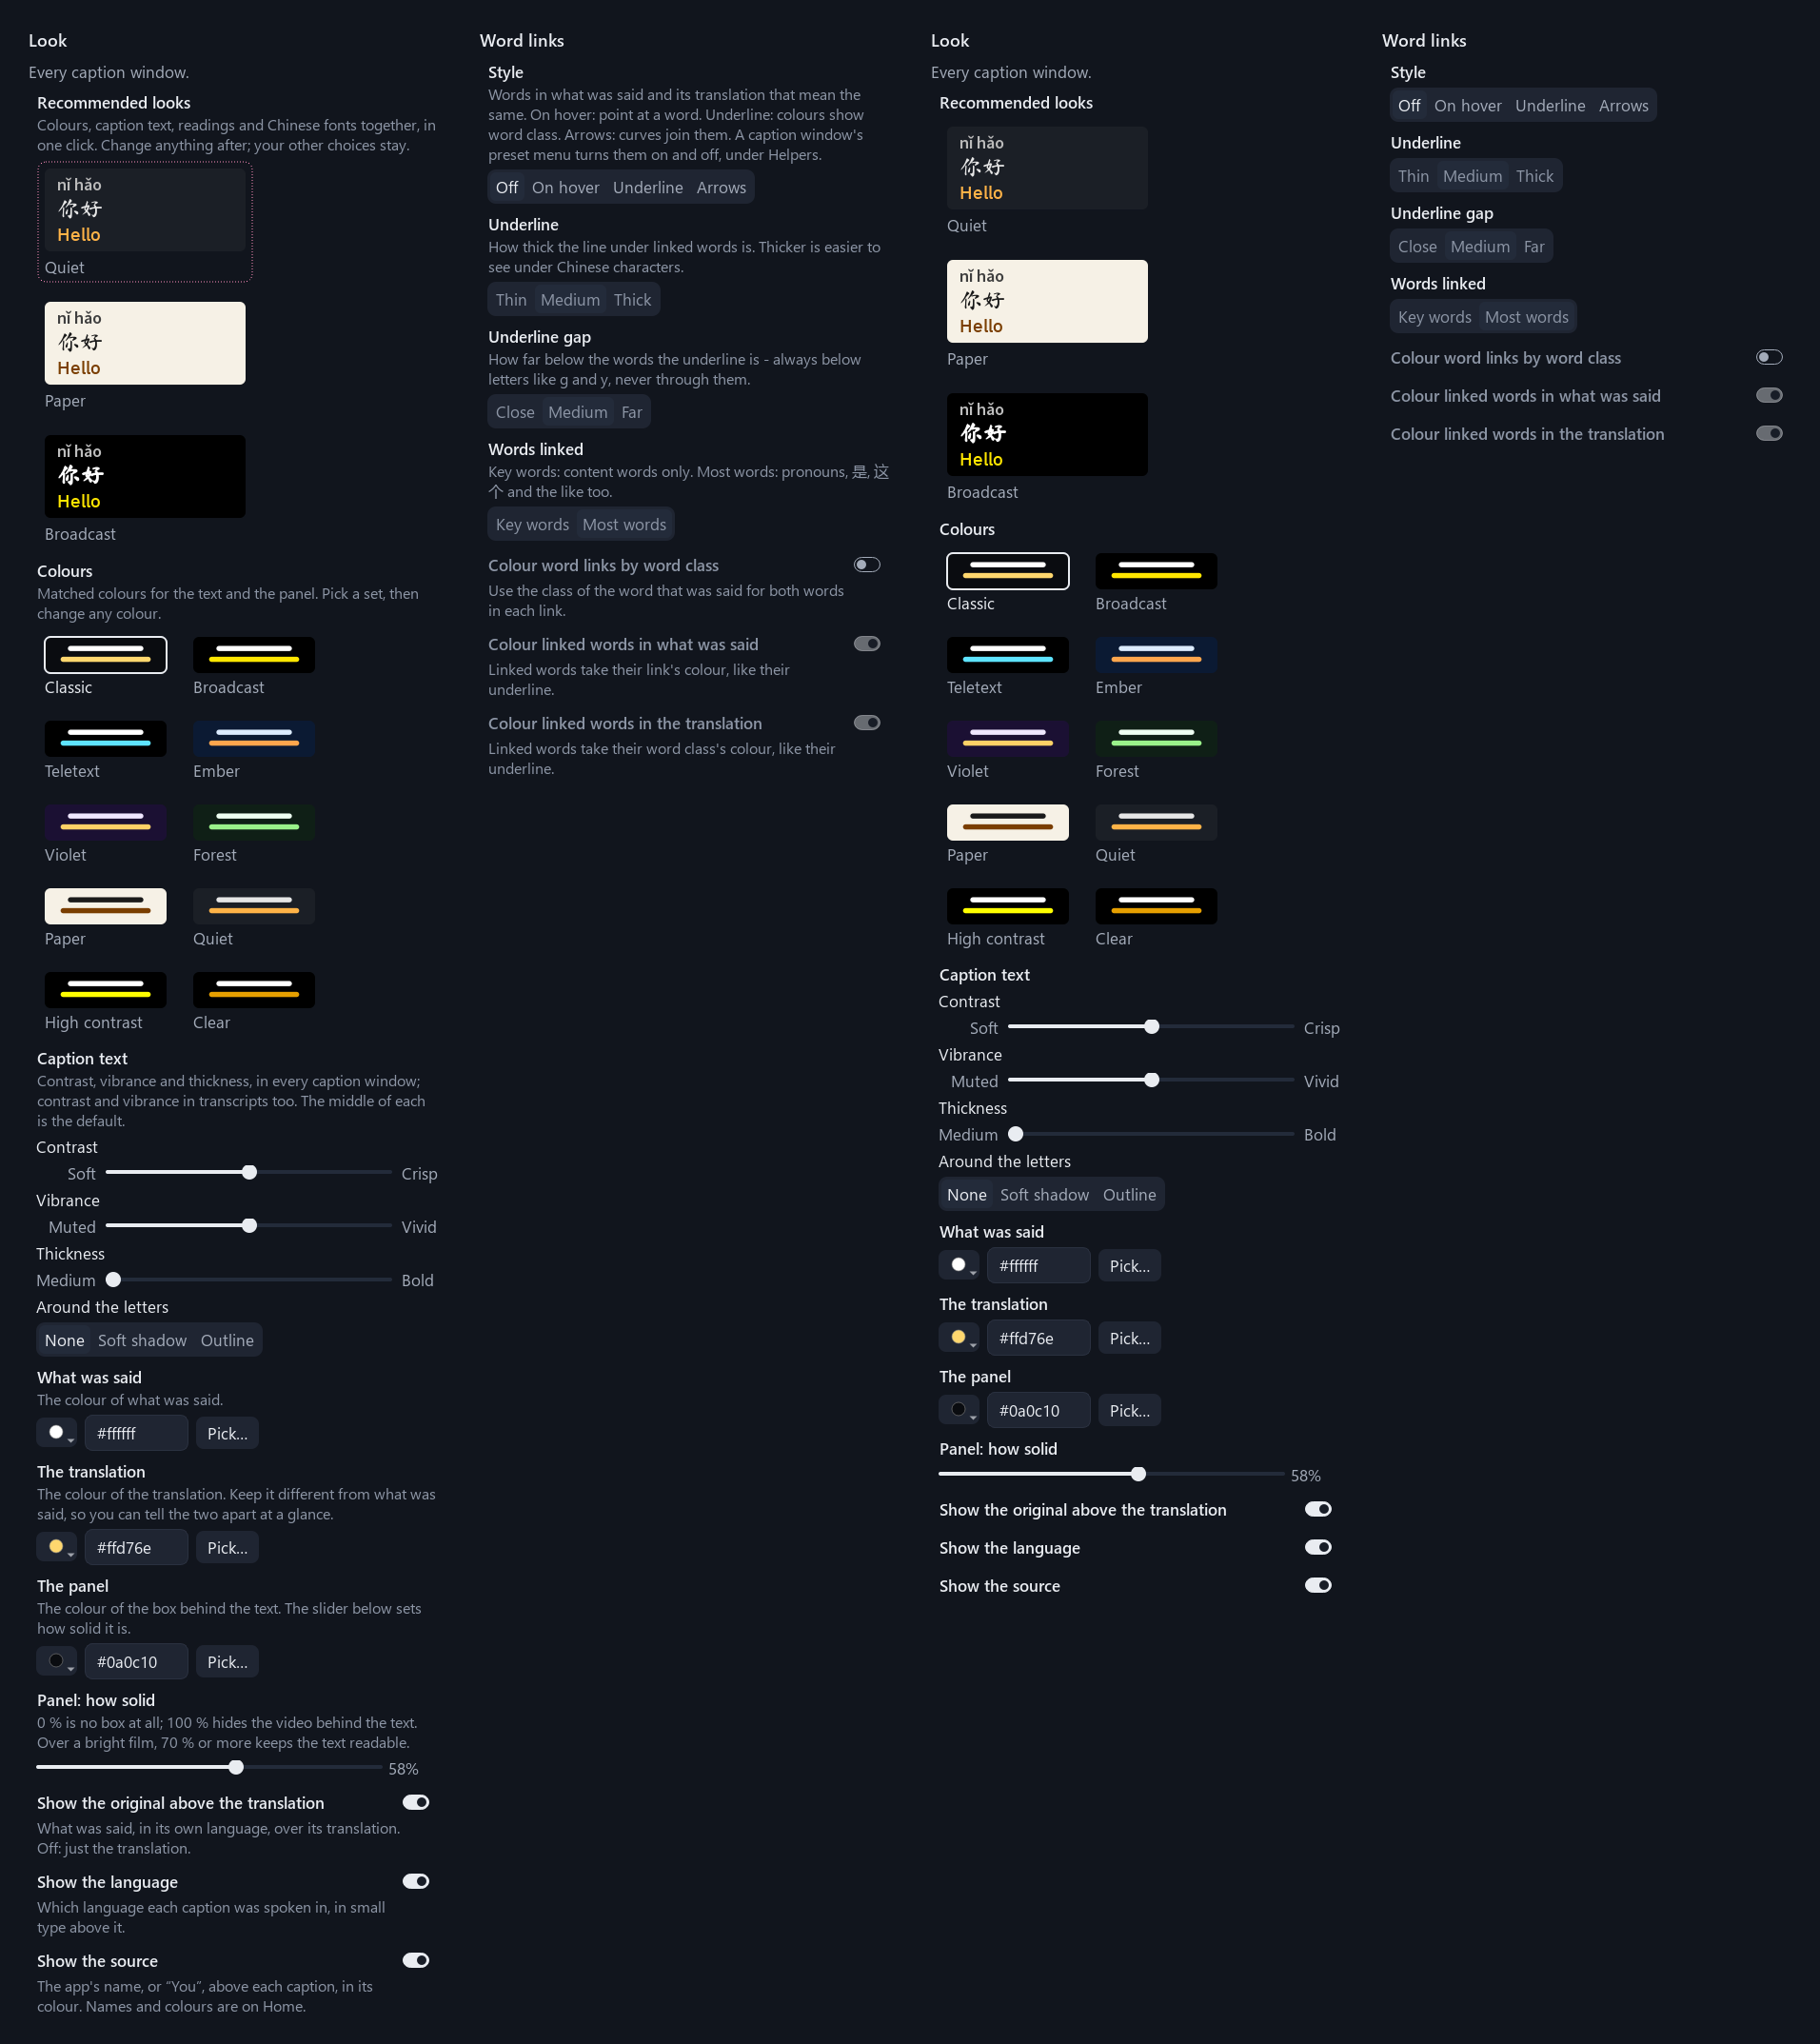 Look
Every caption window.
Recommended looks
Colours, caption text, readings and Chinese fonts together, in
one click. Change anything after; your other choices stay.
nǐ hǎo
你好
Hello
Quiet
nǐ hǎo
你好
Hello
Paper
nǐ hǎo
你好
Hello
Broadcast
Colours
Matched colours for the text and the panel. Pick a set, then
change any colour.
Classic
Broadcast
Teletext
Ember
Violet
Forest
Paper
Quiet
High contrast
Clear
Caption text
Contrast, vibrance and thickness, in every caption window;
contrast and vibrance in transcripts too. The middle of each
is the default.
Contrast
Soft
Crisp
Vibrance
Muted
Vivid
Thickness
Medium
Bold
Around the letters
None Soft shadow Outline
What was said
The colour of what was said.
#ffffff Pick...
The translation
The colour of the translation. Keep it different from what was
said, so you can tell the two apart at a glance.
#ffd76e Pick...
The panel
The colour of the box behind the text. The slider below sets
how solid it is.
#0a0c10 Pick...
Panel: how solid
0 % is no box at all; 100 % hides the video behind the text.
Over a bright film, 70 % or more keeps the text readable.
58%
Show the original above the translation
What was said, in its own language, over its translation.
Off: just the translation.
Show the language
Which language each caption was spoken in, in small
type above it.
Show the source
The app's name, or “You”, above each caption, in its
colour. Names and colours are on Home.
Word links
Style
Words in what was said and its translation that mean the
same. On hover: point at a word. Underline: colours show
word class. Arrows: curves join them. A caption window's
preset menu turns them on and off, under Helpers.
Off On hover Underline Arrows
Underline
How thick the line under linked words is. Thicker is easier to
see under Chinese characters.
Thin Medium Thick
Underline gap
How far below the words the underline is - always below
letters like g and y, never through them.
Close Medium Far
Words linked
Key words: content words only. Most words: pronouns, 是, 这
个 and the like too.
Key words Most words
Colour word links by word class
Use the class of the word that was said for both words
in each link.
Colour linked words in what was said
Linked words take their link's colour, like their
underline.
Colour linked words in the translation
Linked words take their word class's colour, like their
underline.
Look
Every caption window.
Recommended looks
nǐ hǎo
你好
Hello
Quiet
nǐ hǎo
你好
Hello
Paper
nǐ hǎo
你好
Hello
Broadcast
Colours
Classic
Broadcast
Teletext
Ember
Violet
Forest
Paper
Quiet
High contrast
Clear
Caption text
Contrast
Soft
Crisp
Vibrance
Muted
Vivid
Thickness
Medium
Bold
Around the letters
None Soft shadow Outline
What was said
#ffffff Pick...
The translation
#ffd76e Pick...
The panel
#0a0c10 Pick...
Panel: how solid
58%
Show the original above the translation
Show the language
Show the source
Word links
Style
Off On hover Underline Arrows
Underline
Thin Medium Thick
Underline gap
Close Medium Far
Words linked
Key words Most words
Colour word links by word class
Colour linked words in what was said
Colour linked words in the translation